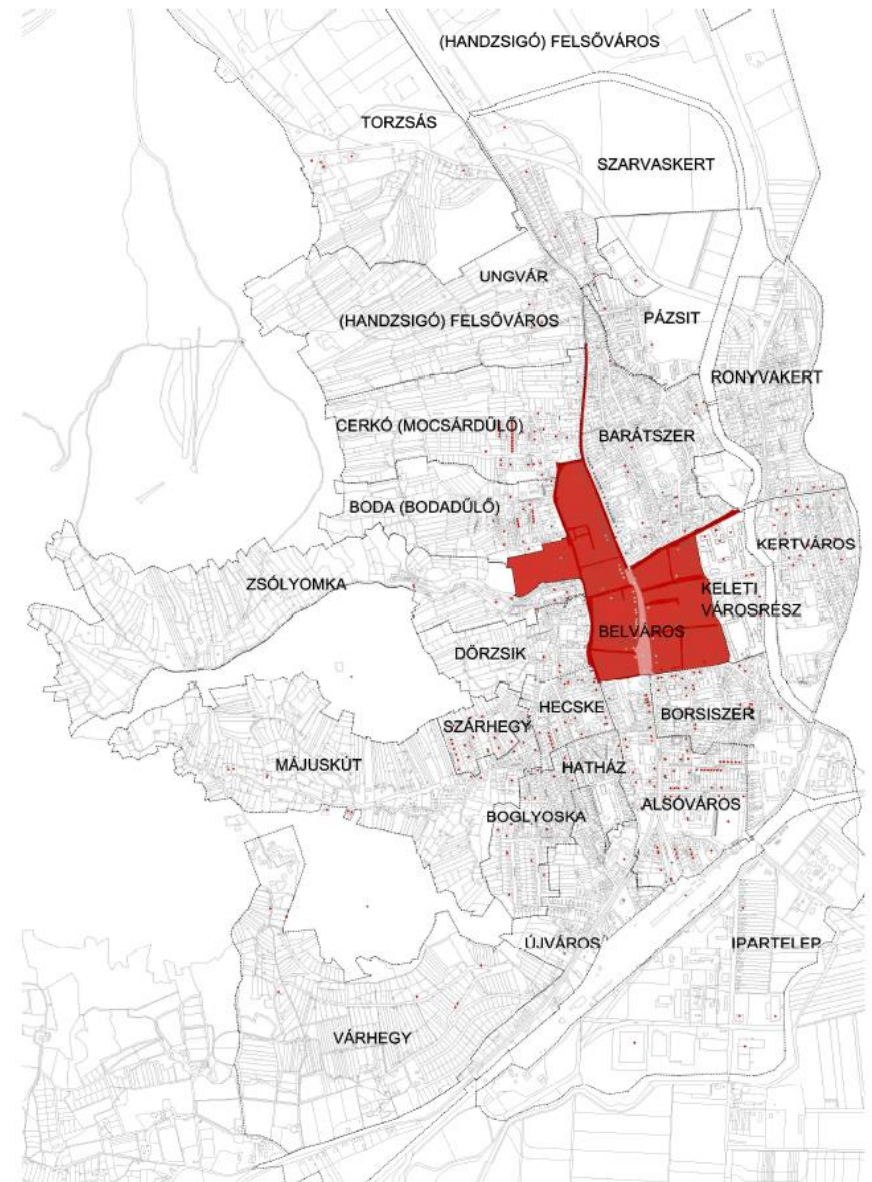 (HANDZSIGÓ) FELSŐVÁROS
TORZSÁS
SZARVASKERT
UNGVÁR
(HANDZSIGÓ) FELSŐVÁROS
PÁZSIT
RONYVAKERT
CERKÓ (MOCSÁRDŰLŐ)
BARÁTSZER
BODA (BODADŰLŐ)
KERTVÁROS
ZSÓLYOMKA
KELETI
VÁROSRÉSZ
BELVÁROS
DÖRZSIK
HECSKE
BORSISZER
SZÁRHEGY
MÁJUSKÚT
HATHÁZ
ALSÓVÁROS
BOGLYOSKA
ÚJVÁROS
IPARTELEP
VÁRHEGY